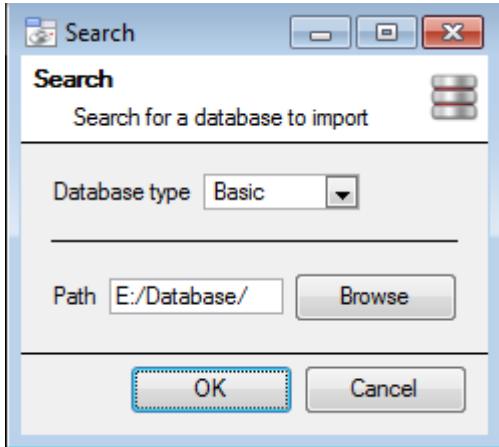 Search
Search
Search for a database to import
Database type Basic
Path E:/Database/ Browse
OK Cancel